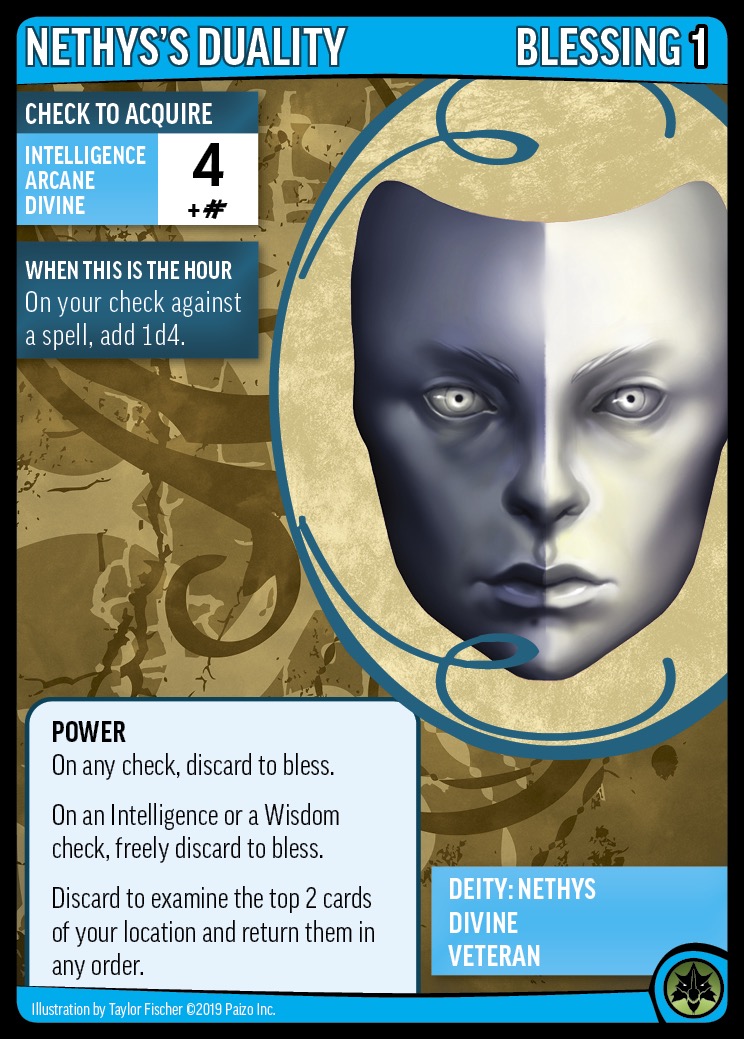 NETHYS'S DUALITY
BLESSING 1
CHECK TO ACQUIRE
INTELLIGENCE
ARCANE
DIVINE
4
+#
WHEN THIS IS THE HOUR
On your check against
a spell, add 1d4.
POWER
On any check, discard to bless.
On an Intelligence or a Wisdom
check, freely discard to bless.
Discard to examine the top 2 cards
of your location and return them in
any order.
DEITY: NETHYS
DIVINE
VETERAN
Illustration by Taylor Fischer ©2019 Paizo Inc.